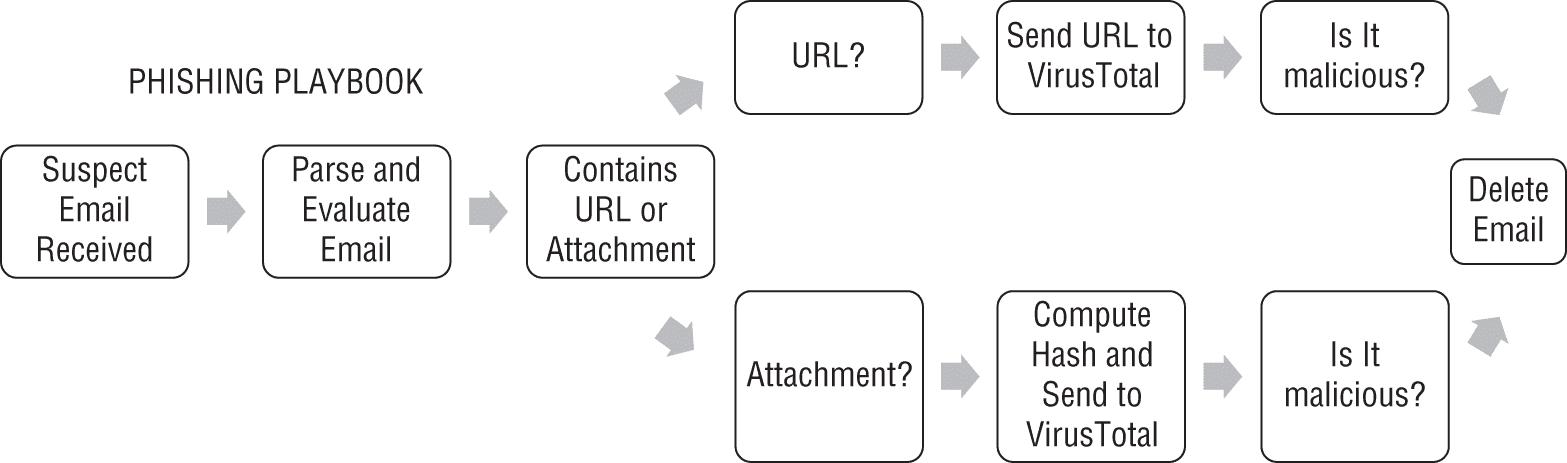 PHISHING PLAYBOOK
Suspect
Email
Received
Parse and
Evaluate
Email
Contains
URL or
Attachment
URL?
Send URL to
VirusTotal
Is It
malicious?
Attachment?
Compute
Hash and
Send to
VirusTotal
Is It
malicious?
Delete
Email